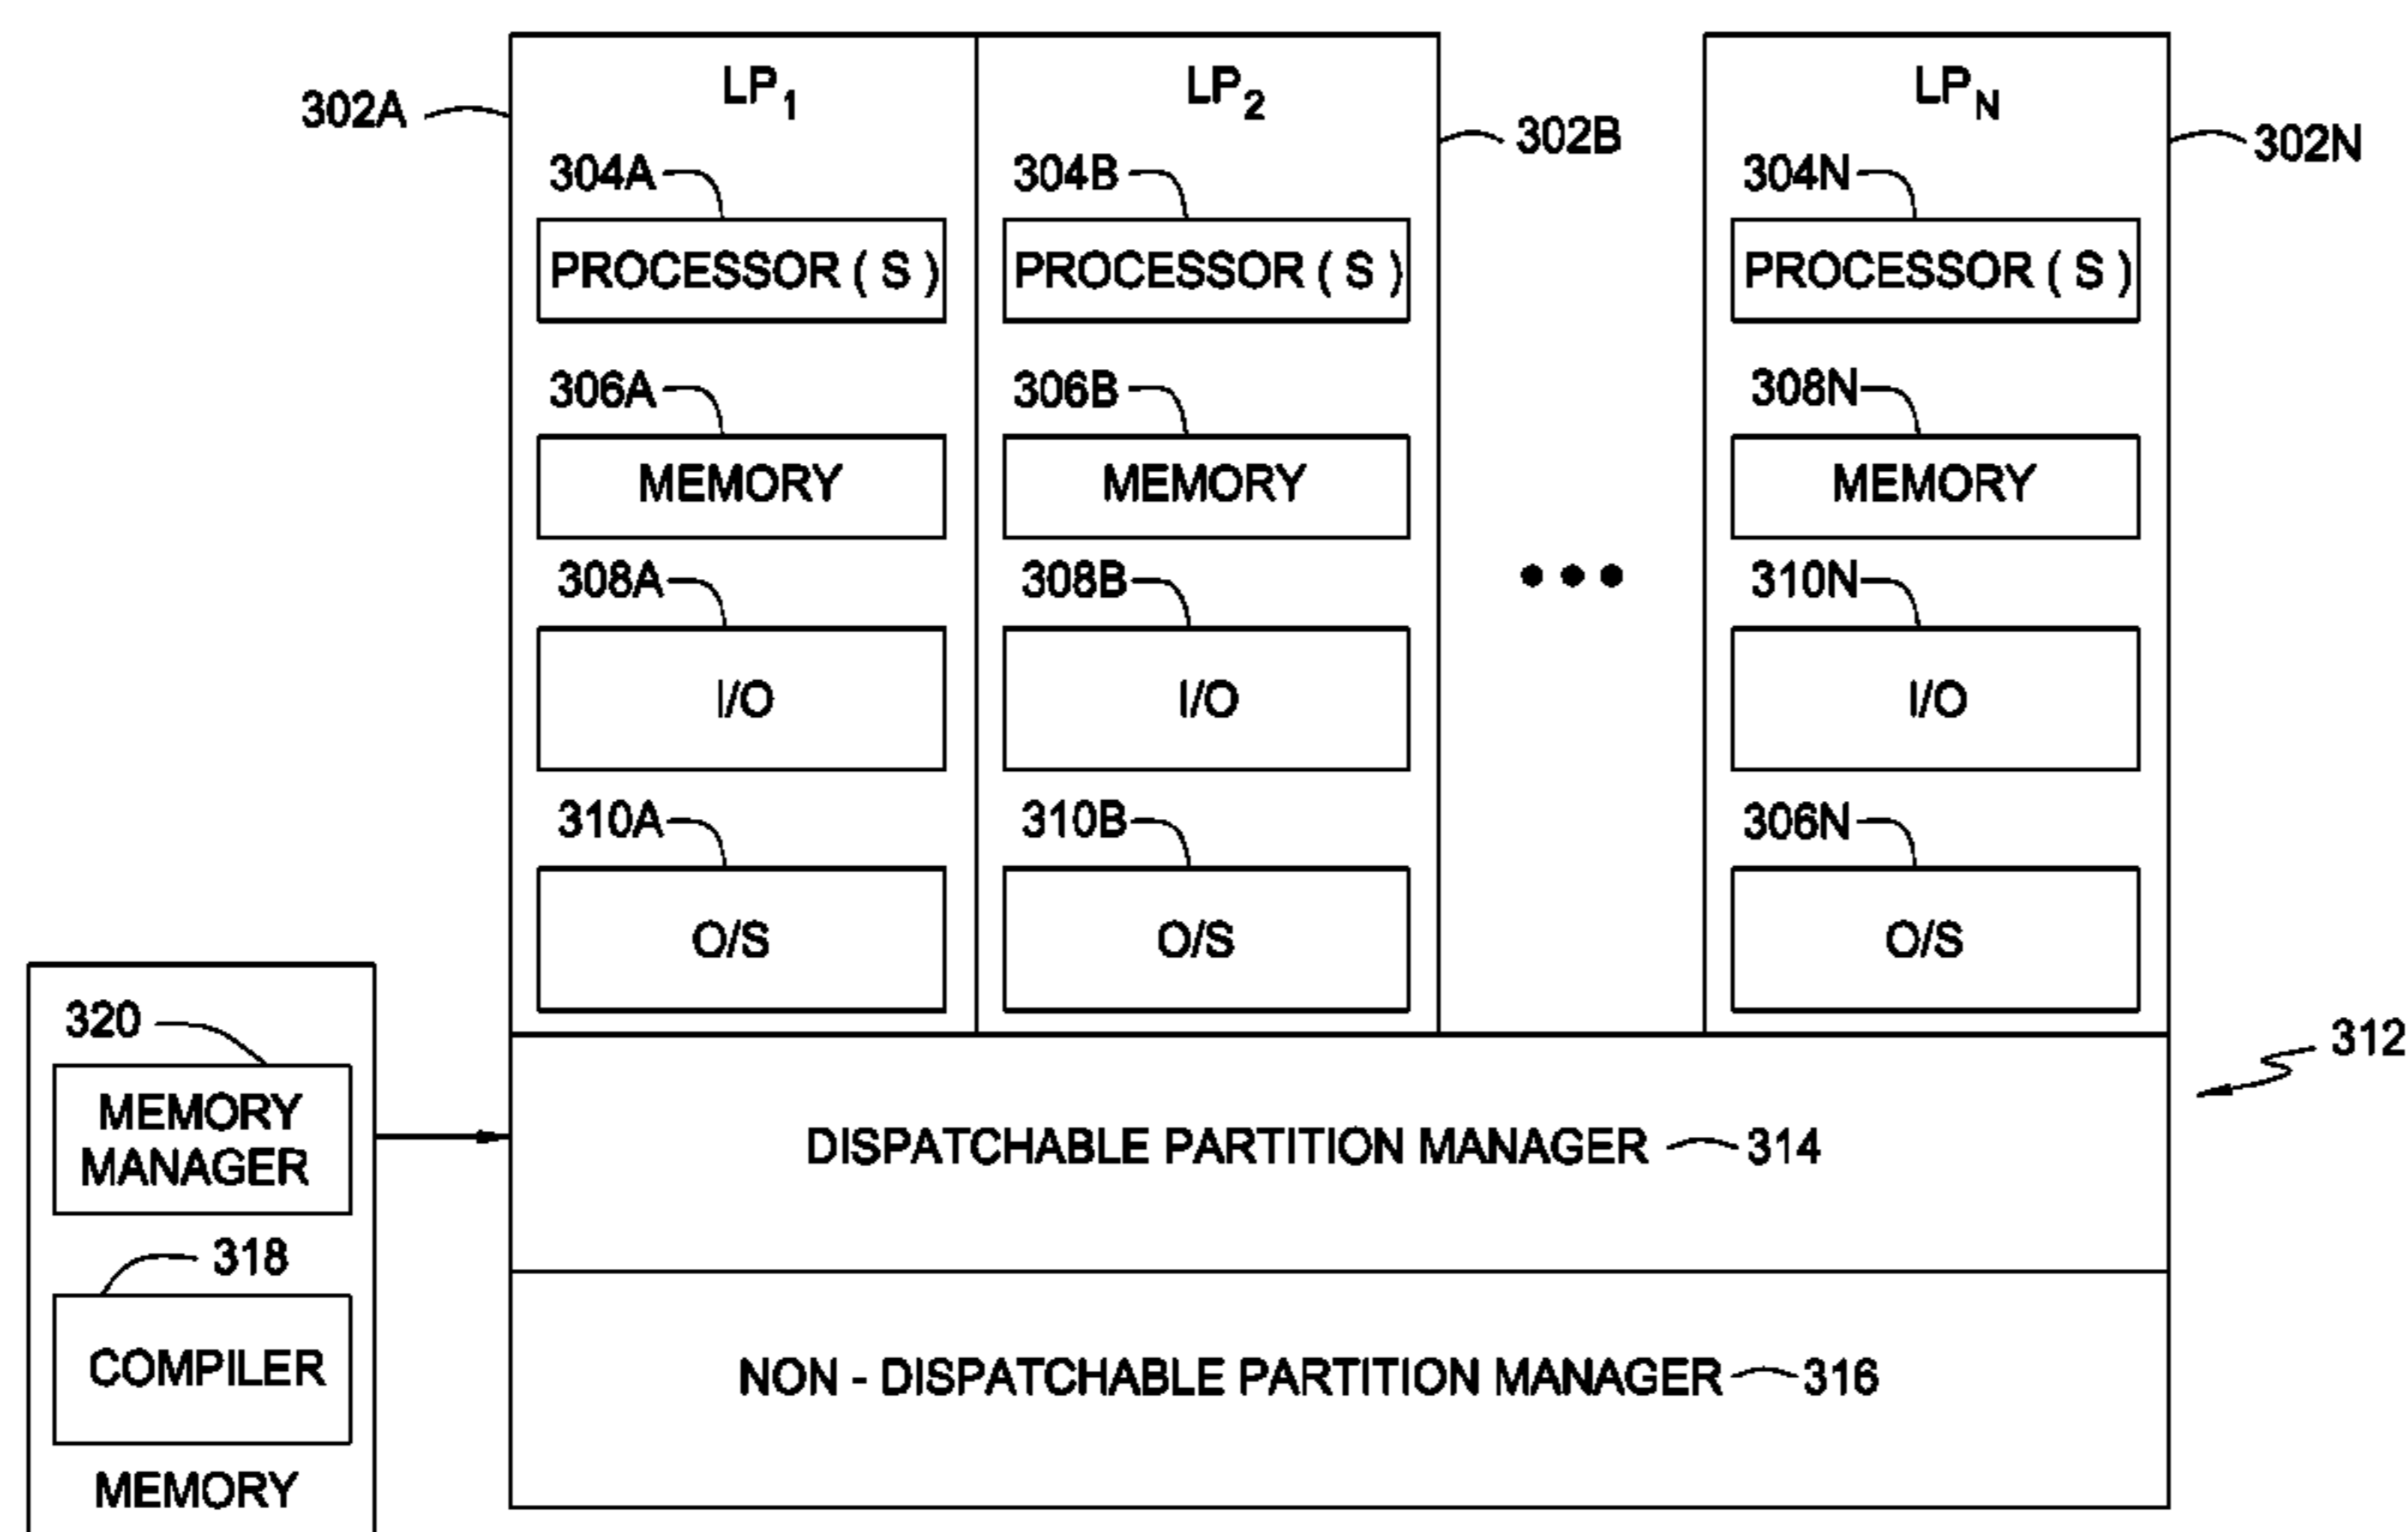 LP1
LP2
LPN
302A
302B
302N
304A
304B
304N
PROCESSOR ( S )
PROCESSOR ( S )
PROCESSOR ( S )
306A
306B
308N
MEMORY
MEMORY
MEMORY
308A
308B
310N
I/O
I/O
I/O
310A
310B
306N
O/S
O/S
O/S
312
320
MEMORY
MANAGER
318
COMPILER
MEMORY
DISPATCHABLE PARTITION MANAGER 314
NON - DISPATCHABLE PARTITION MANAGER 316